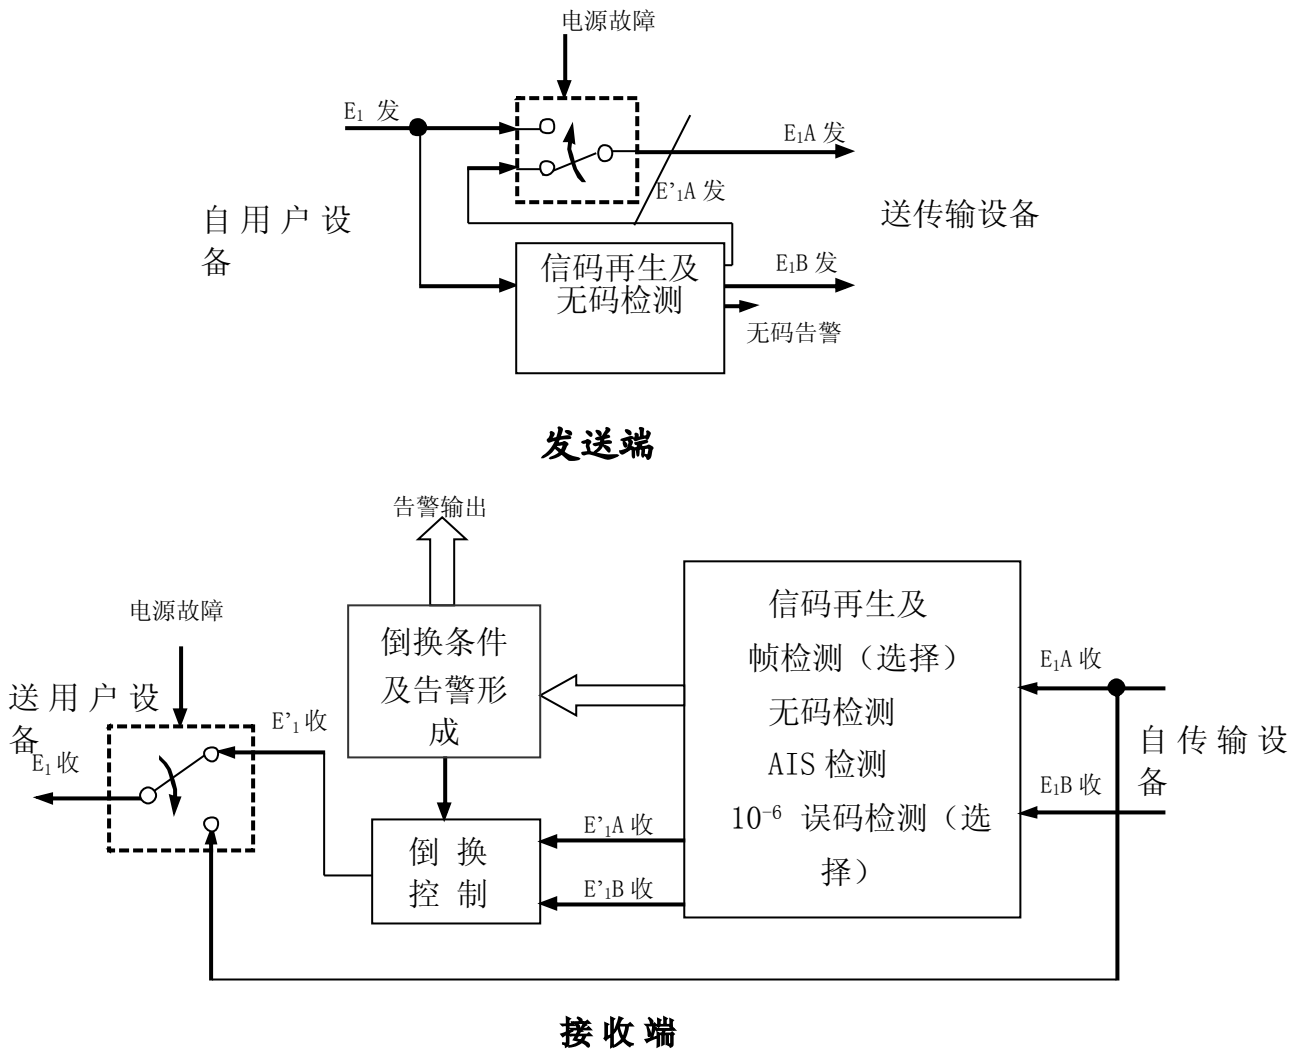 电源故障
E₁ 发
E₁A 发
E'₁A 发
自用户设
备
送传输设备
信码再生及
无码检测
E₁B 发
无码告警
发送端
告警输出
电源故障
倒换条件
及告警形
成
信码再生及
帧检测（选择）
无码检测
AIS 检测
10⁻⁶ 误码检测（选
择）
E₁A 收
送用户设
备
E'₁ 收
E₁ 收
自传输设
备
E₁B 收
倒换
控制
E'₁A 收
E'₁B 收
接收端